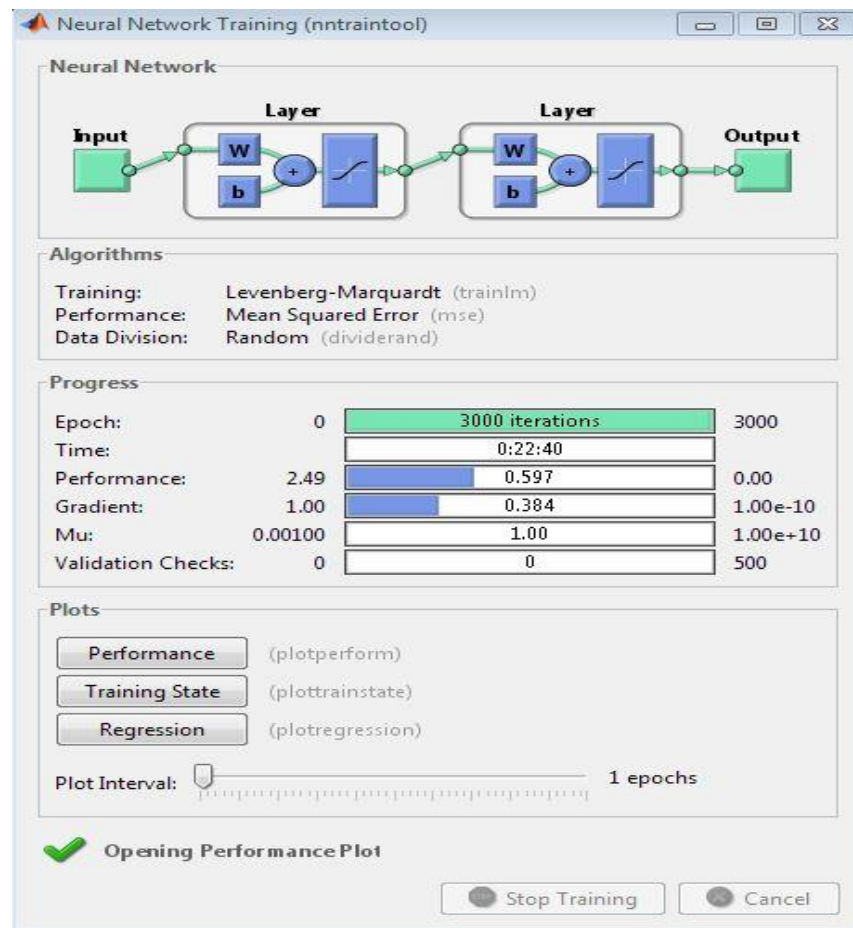 Neural Network Training (nntraintool)
Neural Network
Layer Layer
Input Output
W W
b b
+ +
Algorithms
Training: Levenberg-Marquardt (trainlm)
Performance: Mean Squared Error (mse)
Data Division: Random (dividerand)
Progress
Epoch: 0 3000 iterations 3000
Time: 0:22:40
Performance: 2.49 0.597 0.00
Gradient: 1.00 0.384 1.00e-10
Mu: 0.00100 1.00 1.00e+10
Validation Checks: 0 0 500
Plots
Performance (plotperform)
Training State (plottrainstate)
Regression (plotregression)
Plot Interval: 1 epochs
Opening Performance Plot
Stop Training Cancel